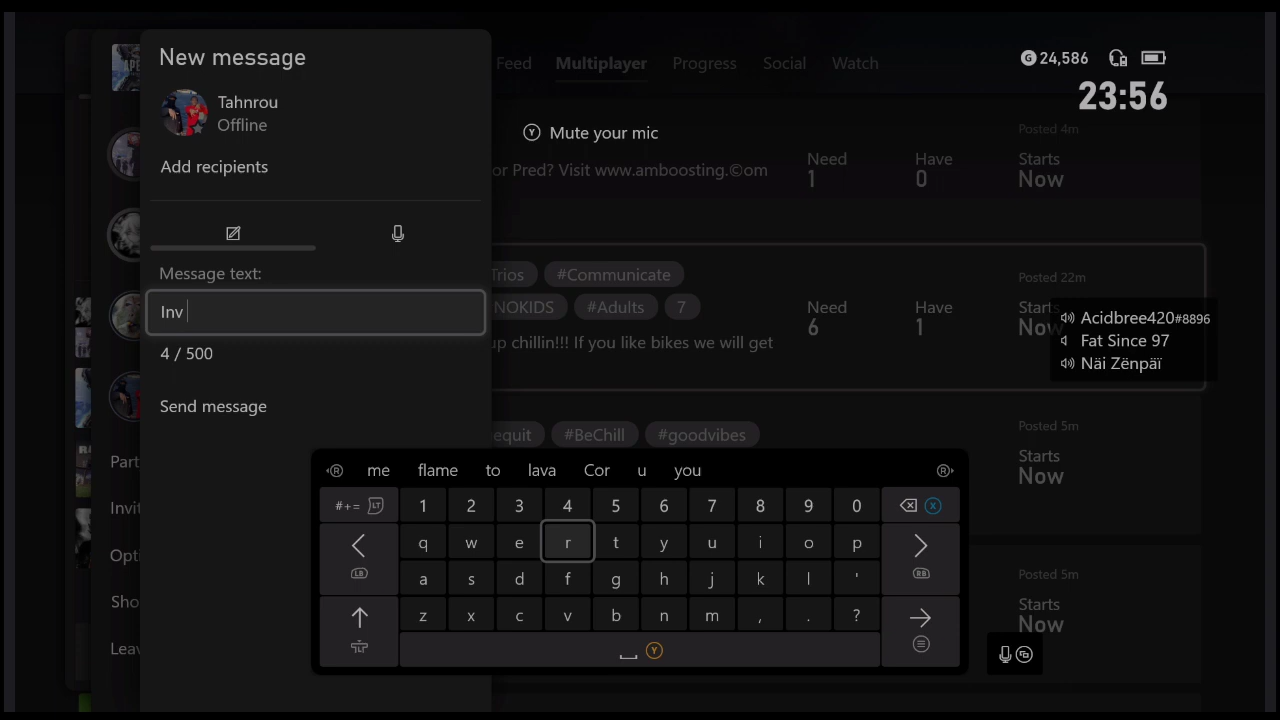 New message
Tahnrou
Offline
Add recipients
Message text:
Inv
4 / 500
Send message
Part
Invit
Opti
Sho
Leav
Feed Multiplayer Progress Social Watch
G 24,586
23:56
Y Mute your mic
or Pred? Visit www.amboosting.©om
Need
1
Have
0
Posted 4m
Starts
Now
Trios #Communicate
NOKIDS #Adults 7
up chillin!!! If you like bikes we will get
Need
6
Have
1
Posted 22m
Starts
Now
Acidbree420#8896
Fat Since 97
Näi Zënpäï
equit #BeChill #goodvibes
Posted 5m
Starts
Now
Posted 5m
Starts
Now
R me flame to lava Cor u you R
#+= LT 1 2 3 4 5 6 7 8 9 0 X
q w e r t y u i o p
LB RB
a s d f g h j k l '
z x c v b n m , . ?
Y